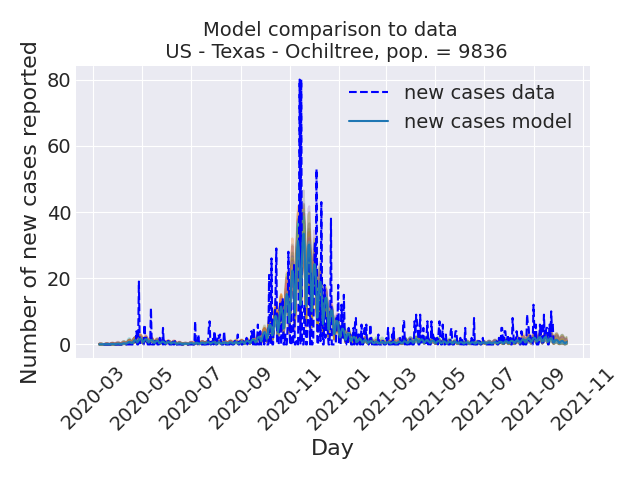 Model comparison to data
US - Texas - Ochiltree, pop. = 9836
Number of new cases reported
80
60
40
20
0
new cases data
new cases model
2020-03
2020-05
2020-07
2020-09
2020-11
2021-01
2021-03
2021-05
2021-07
2021-09
2021-11
Day